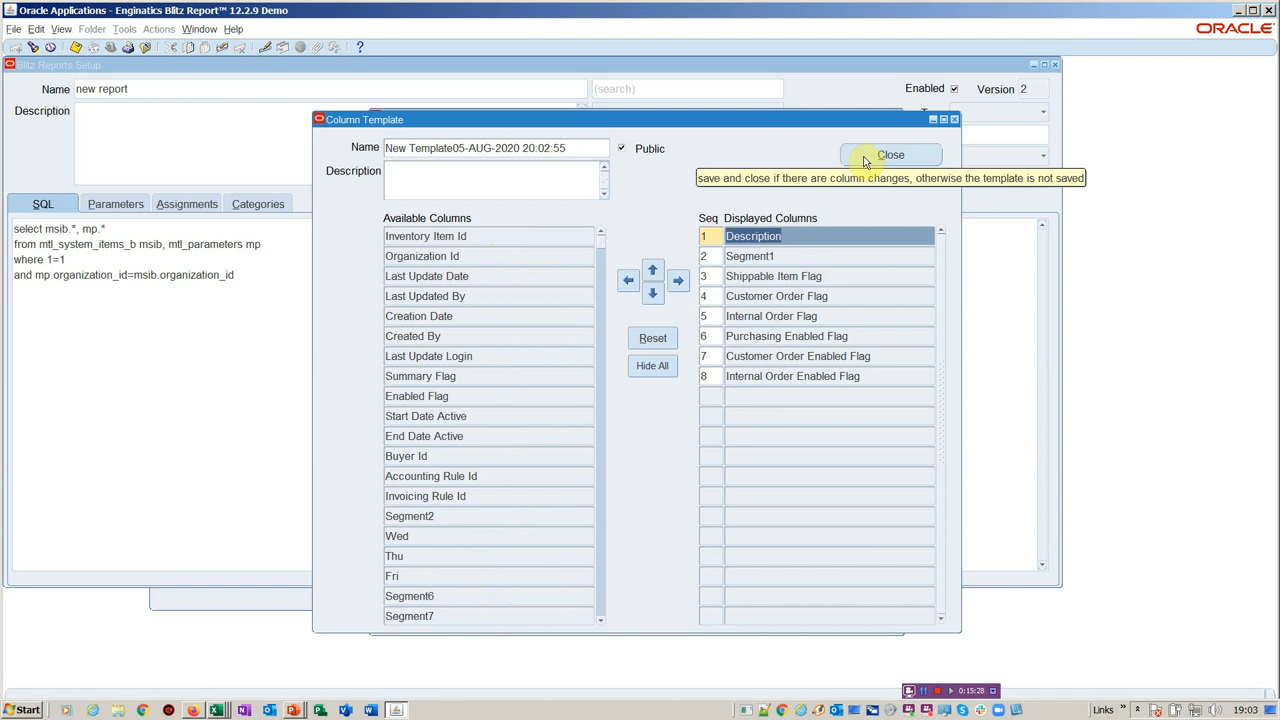 Oracle Applications - Enginatics Blitz Report™ 12.2.9 Demo
File Edit View Folder Tools Actions Window Help
ORACLE
Blitz Reports Setup
Name new report (search) Enabled Version 2
Description
Column Template
Name New Template05-AUG-2020 20:02:55 Public Close
Description
save and close if there are column changes, otherwise the template is not saved
SQL Parameters Assignments Categories
select msib.*, mp.*
from mtl_system_items_b msib, mtl_parameters mp
where 1=1
and mp.organization_id=msib.organization_id
Available Columns Seq Displayed Columns
Inventory Item Id 1 Description
Organization Id 2 Segment1
Last Update Date 3 Shippable Item Flag
Last Updated By 4 Customer Order Flag
Creation Date 5 Internal Order Flag
Created By 6 Purchasing Enabled Flag
Last Update Login 7 Customer Order Enabled Flag
Summary Flag 8 Internal Order Enabled Flag
Enabled Flag
Start Date Active
End Date Active
Buyer Id
Accounting Rule Id
Invoicing Rule Id
Segment2
Wed
Thu
Fri
Segment6
Segment7
Reset
Hide All
0:15:28
Start Links » 19:03